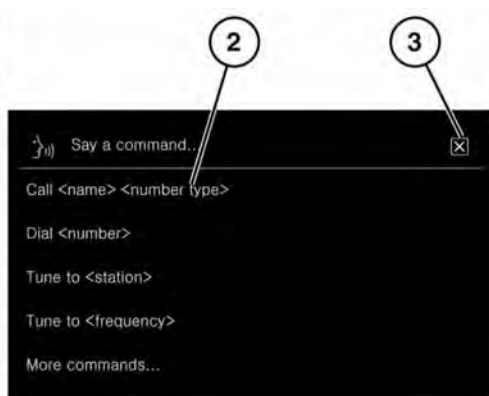 2
3
Say a command...
Call <name> <number type>
Dial <number>
Tune to <station>
Tune to <frequency>
More commands...